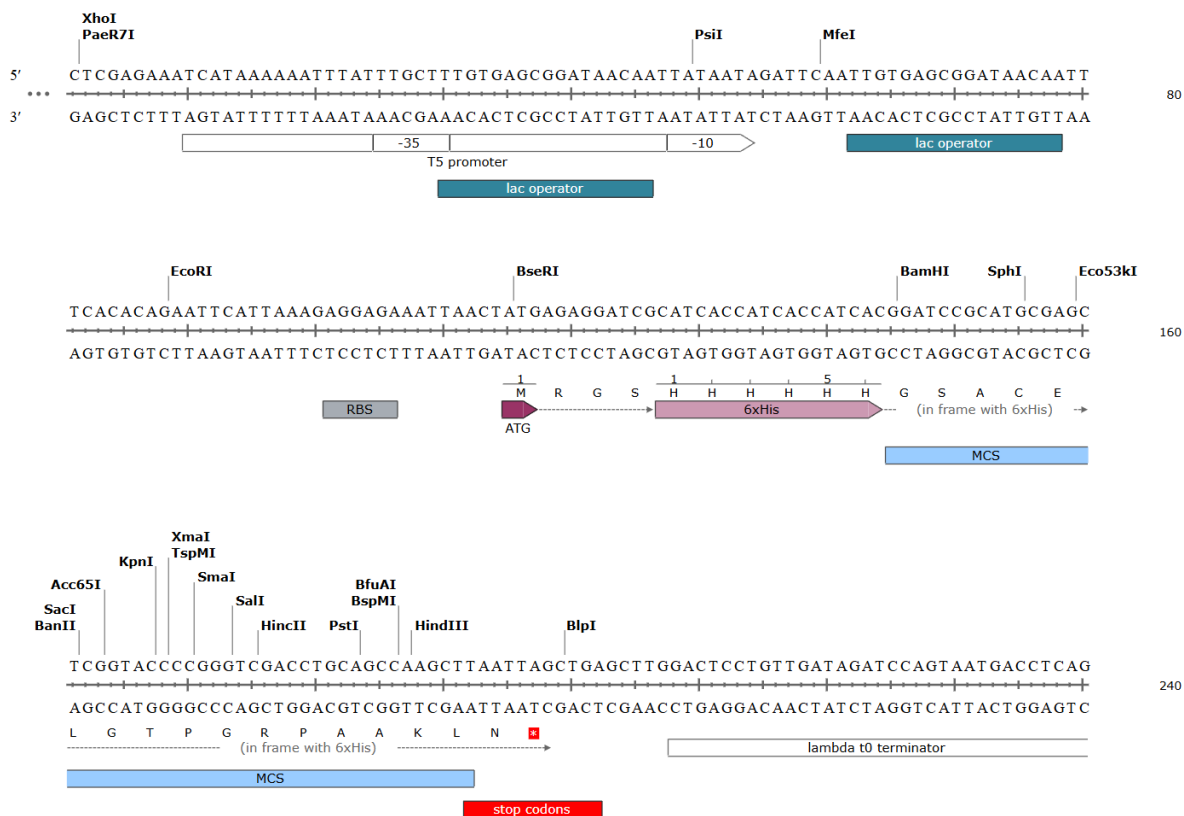 XhoI
PaeR7I PsiI MfeI
5′ CTCGAGAAATCATAAAAAATTTATTTGCTTTGTGAGCGGATAACAATTATAATAGATTCAATTGTGAGCGGATAACAATT
••• 80
3′ GAGCTCTTTAGTATTTTTTAAATAAACGAAACACTCGCCTATTGTTAATATTATCTAAGTTAACACTCGCCTATTGTTAA
-35 -10 lac operator
T5 promoter
lac operator
EcoRI BseRI BamHI SphI Eco53kI
TCACACAGAATTCATTAAAGAGGAGAAATTAACTATGAGAGGATCGCATCACCATCACCATCACGGATCCGCATGCGAGC
160
AGTGTGTCTTAAGTAATTTCTCCTCTTTAATTGATACTCTCCTAGCGTAGTGGTAGTGGTAGTGCCTAGGCGTACGCTCG
1 1 5
M R G S H H H H H H G S A C E
RBS 6xHis (in frame with 6xHis)
ATG
MCS
XmaI
KpnI TspMI
Acc65I SmaI BfuAI
SacI SalI BspMI
BanII HincII PstI HindIII BlpI
TCGGTACCCCGGGTCGACCTGCAGCCAAGCTTAATTAGCTGAGCTTGGACTCCTGTTGATAGATCCAGTAATGACCTCAG
240
AGCCATGGGGCCCAGCTGGACGTCGGTTCGAATTAATCGACTCGAACCTGAGGACAACTATCTAGGTCATTACTGGAGTC
L G T P G R P A A K L N *
(in frame with 6xHis) lambda t0 terminator
MCS
stop codons